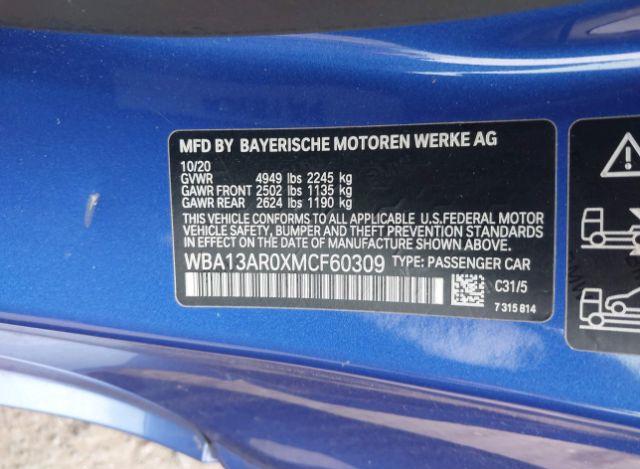 MFD BY BAYERISCHE MOTOREN WERKE AG
10/20
GVWR 4949 lbs 2245 kg
GAWR FRONT 2502 lbs 1135 kg
GAWR REAR 2624 lbs 1190 kg
THIS VEHICLE CONFORMS TO ALL APPLICABLE U.S.FEDERAL MOTOR
VEHICLE SAFETY, BUMPER AND THEFT PREVENTION STANDARDS
IN EFFECT ON THE DATE OF MANUFACTURE SHOWN ABOVE.
WBA13AR0XMCF60309 TYPE: PASSENGER CAR
C31/5
7 315 814